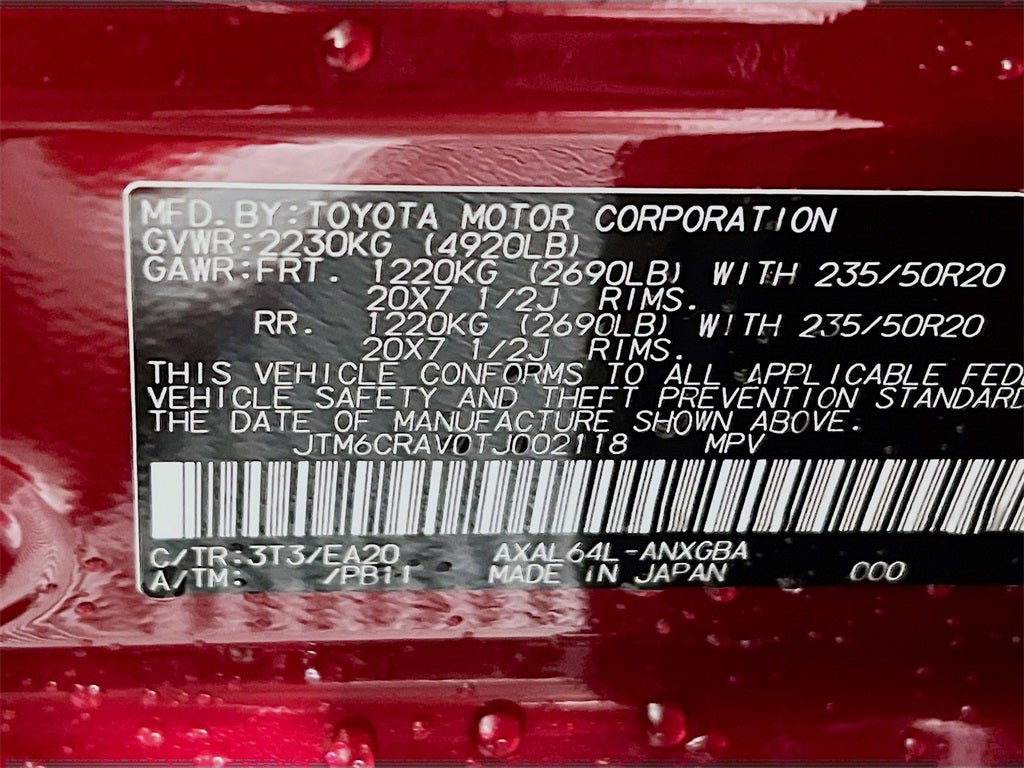 MFD. BY: TOYOTA MOTOR CORPORATION
GVWR: 2230KG (4920LB)
GAWR: FRT. 1220KG (2690LB) WITH 235/50R20
20X7 1/2J RIMS.
RR. 1220KG (2690LB) WITH 235/50R20
20X7 1/2J RIMS.
THIS VEHICLE CONFORMS TO ALL APPLICABLE
VEHICLE SAFETY AND THEFT PREVENTION STANDARD
THE DATE OF MANUFACTURE SHOWN ABOVE.
JTM6CRAV0TJ002118 MPV
C/TR: 3T3/EA20 AXAL64L-ANXGBA
A/TM: /PB11 MADE IN JAPAN 000